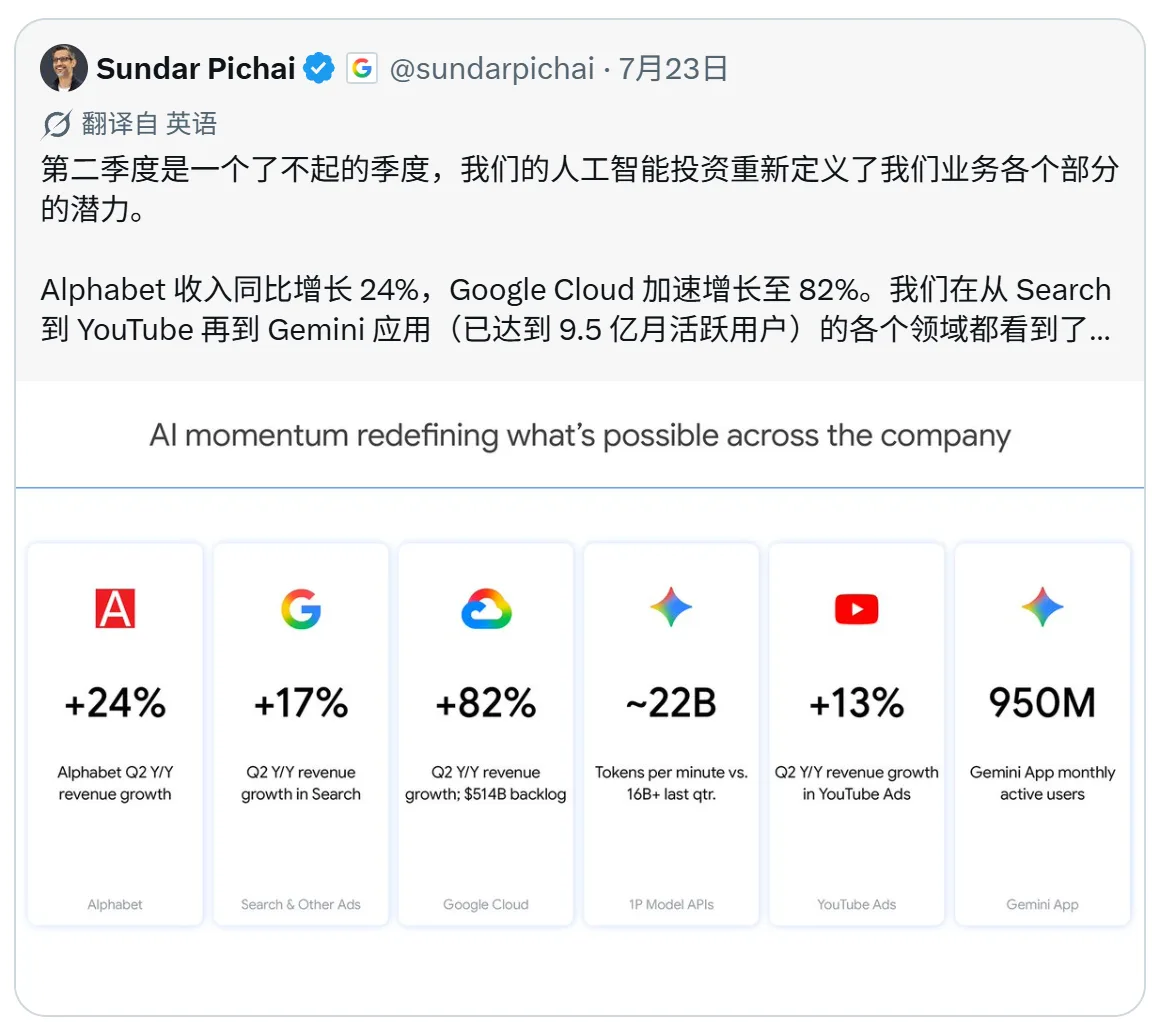 Sundar Pichai @sundarpichai · 7月23日
翻译自 英语
第二季度是一个了不起的季度，我们的人工智能投资重新定义了我们业务各个部分
的潜力。
Alphabet 收入同比增长 24%，Google Cloud 加速增长至 82%。我们在从 Search
到 YouTube 再到 Gemini 应用（已达到 9.5 亿月活跃用户）的各个领域都看到了...
AI momentum redefining what’s possible across the company
A
+24%
Alphabet Q2 Y/Y
revenue growth
Alphabet
G
+17%
Q2 Y/Y revenue
growth in Search
Search & Other Ads
+82%
Q2 Y/Y revenue
growth; $514B backlog
Google Cloud
~22B
Tokens per minute vs.
16B+ last qtr.
1P Model APIs
+13%
Q2 Y/Y revenue growth
in YouTube Ads
YouTube Ads
950M
Gemini App monthly
active users
Gemini App